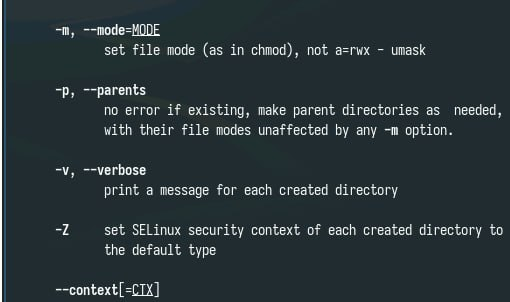 -m, --mode=MODE
set file mode (as in chmod), not a=rwx - umask
-p, --parents
no error if existing, make parent directories as  needed,
with their file modes unaffected by any -m option.
-v, --verbose
print a message for each created directory
-Z     set SELinux security context of each created directory to
the default type
--context[=CTX]